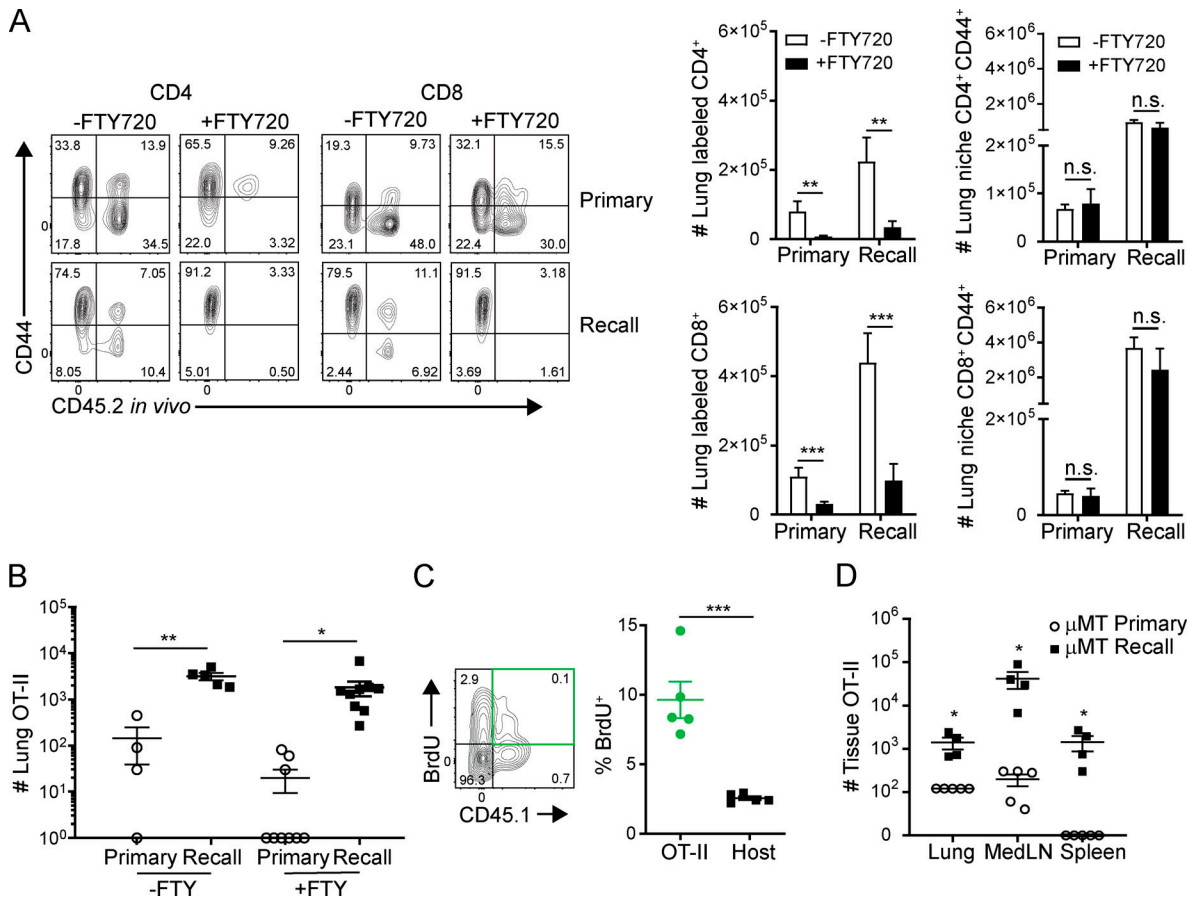 A
CD4
CD8
-FTY720
+FTY720
-FTY720
+FTY720
33.8
13.9
65.5
9.26
19.3
9.73
32.1
15.5
Primary
0
17.8
34.5
22.0
3.32
23.1
48.0
22.4
30.0
74.5
7.05
91.2
3.33
79.5
11.1
91.5
3.18
Recall
0
8.05
10.4
5.01
0.50
2.44
6.92
3.69
1.61
0
0
0
0
CD44
CD45.2 in vivo
# Lung labeled CD4⁺
6×10⁵
4×10⁵
2×10⁵
0
-FTY720
+FTY720
**
**
Primary
Recall
# Lung niche CD4⁺ CD44⁺
6×10⁶
4×10⁶
2×10⁶
2×10⁵
1×10⁵
0
-FTY720
+FTY720
n.s.
n.s.
Primary
Recall
# Lung labeled CD8⁺
6×10⁵
4×10⁵
2×10⁵
0
***
***
Primary
Recall
# Lung niche CD8⁺ CD44⁺
6×10⁶
4×10⁶
2×10⁶
2×10⁵
0
n.s.
n.s.
Primary
Recall
B
# Lung OT-II
10⁵
10⁴
10³
10²
10¹
10⁰
**
*
Primary
Recall
Primary
Recall
-FTY
+FTY
C
BrdU
2.9
0.1
0
96.3
0.7
0
CD45.1
% BrdU⁺
15
10
5
0
***
OT-II
Host
D
# Tissue OT-II
10⁶
10⁵
10⁴
10³
10²
0
μMT Primary
μMT Recall
*
*
*
Lung
MedLN
Spleen